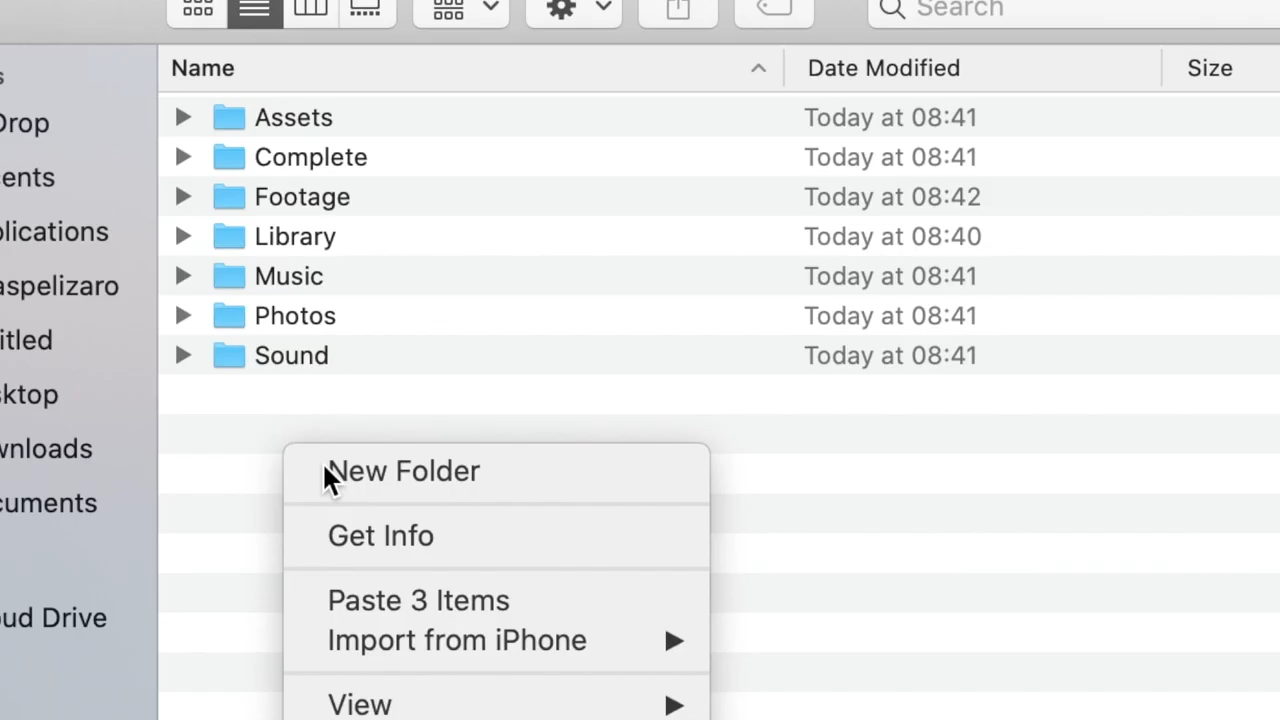 Search
Name Date Modified Size
s
Drop Assets Today at 08:41
Complete Today at 08:41
cents
Footage Today at 08:42
plications Library Today at 08:40
aspelizaro Music Today at 08:41
Photos Today at 08:41
itled Sound Today at 08:41
sktop
wnloads
New Folder
cuments
Get Info
Paste 3 Items
oud Drive
Import from iPhone
View